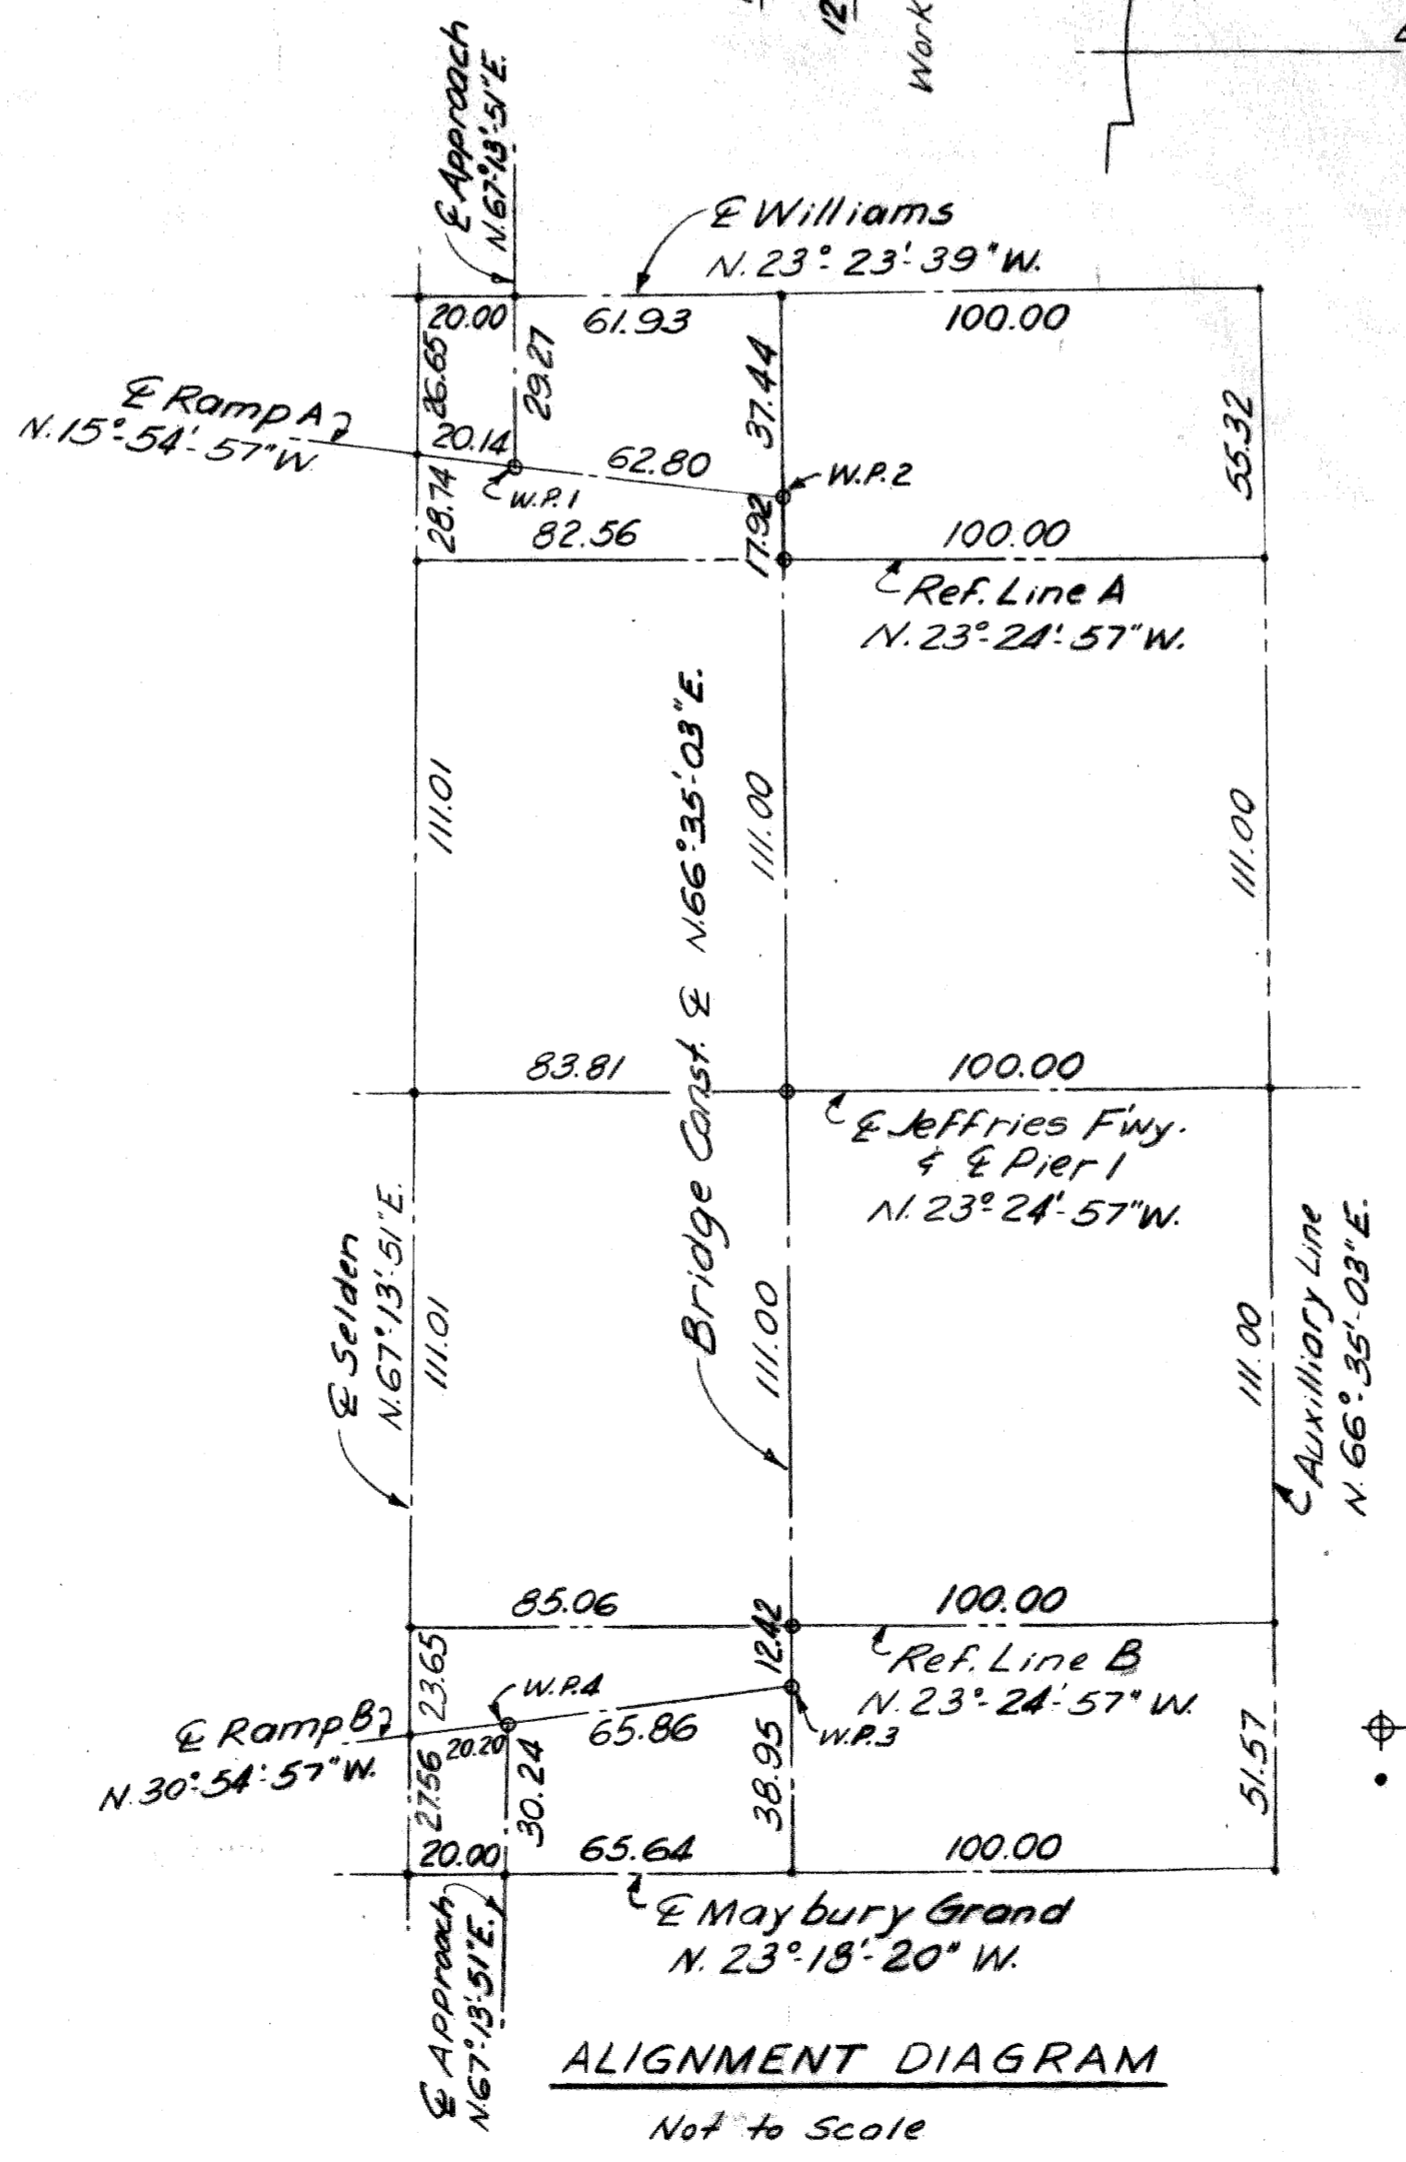 12
Work
℄ Approach
N.67°-13'-51"E.
℄ Williams
N. 23°- 23'- 39" W.
20.00
61.93
100.00
26.65
29.27
37.44
55.32
℄ Ramp A
N. 15°-54'-57" W.
20.14
62.80
W.P.2
W.P.1
28.74
82.56
17.92
100.00
Ref. Line A
N. 23°-24'-57" W.
111.01
Bridge Const. ℄ N.66°-35'-03"E.
111.00
111.00
83.81
100.00
℄ Jeffries F'wy.
& ℄ Pier 1
N. 23°-24'-57" W.
℄ Selden
N.67°-13'-51"E.
111.01
111.00
111.00
Auxilliary Line
N. 66°-35'-03"E.
85.06
100.00
12.42
23.65
Ref. Line B
N. 23°-24'-57" W.
W.P.4
℄ Ramp B
N. 30°-54'-57" W.
20.20
65.86
W.P.3
27.56
30.24
38.95
51.57
20.00
65.64
100.00
℄ Maybury Grand
N. 23°-18'-20" W.
℄ Approach
N.67°-13'-51"E.
ALIGNMENT DIAGRAM
Not to Scale